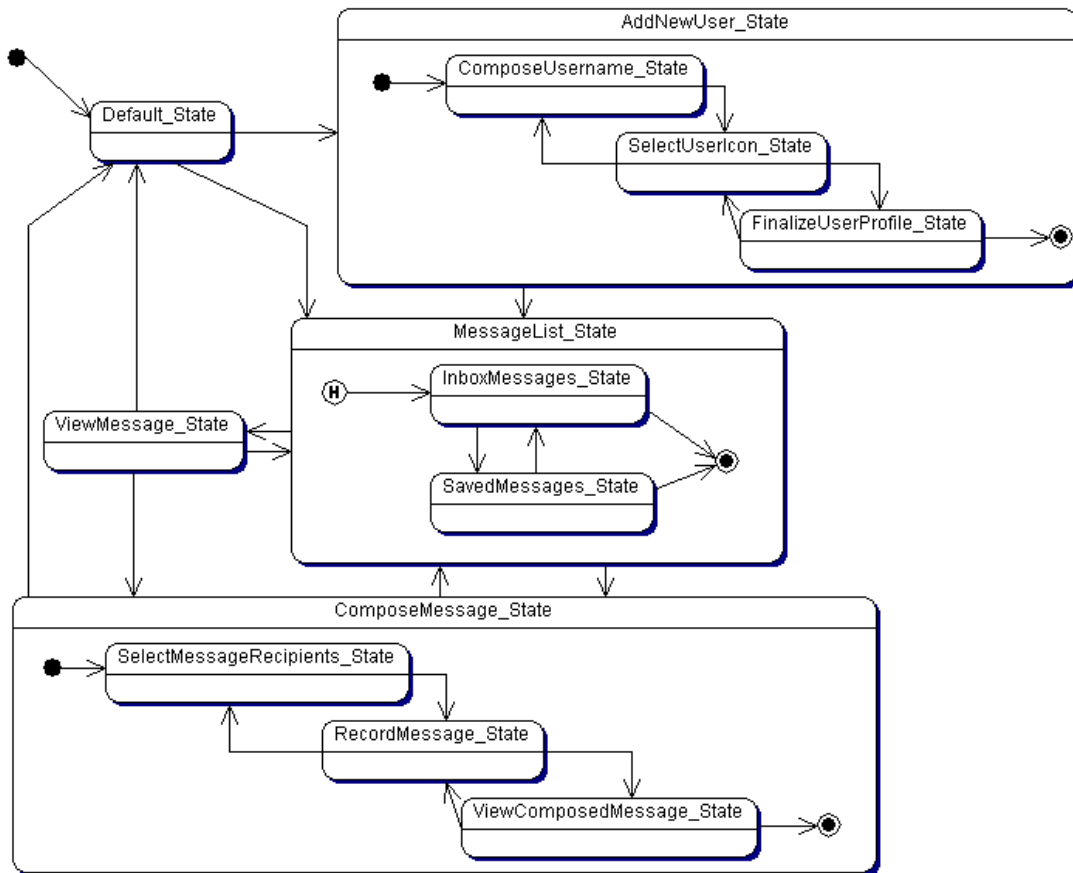 AddNewUser_State
ComposeUsername_State
Default_State
SelectUserIcon_State
FinalizeUserProfile_State
MessageList_State
H
InboxMessages_State
ViewMessage_State
SavedMessages_State
ComposeMessage_State
SelectMessageRecipients_State
RecordMessage_State
ViewComposedMessage_State